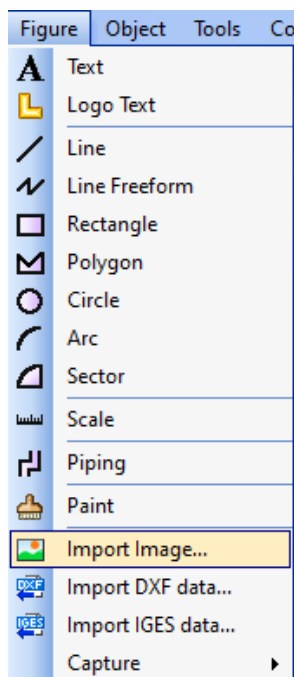 Figure Object Tools Co
A Text
L Logo Text
Line
Line Freeform
Rectangle
Polygon
Circle
Arc
Sector
Scale
Piping
Paint
Import Image...
DXF Import DXF data...
IGES Import IGES data...
Capture